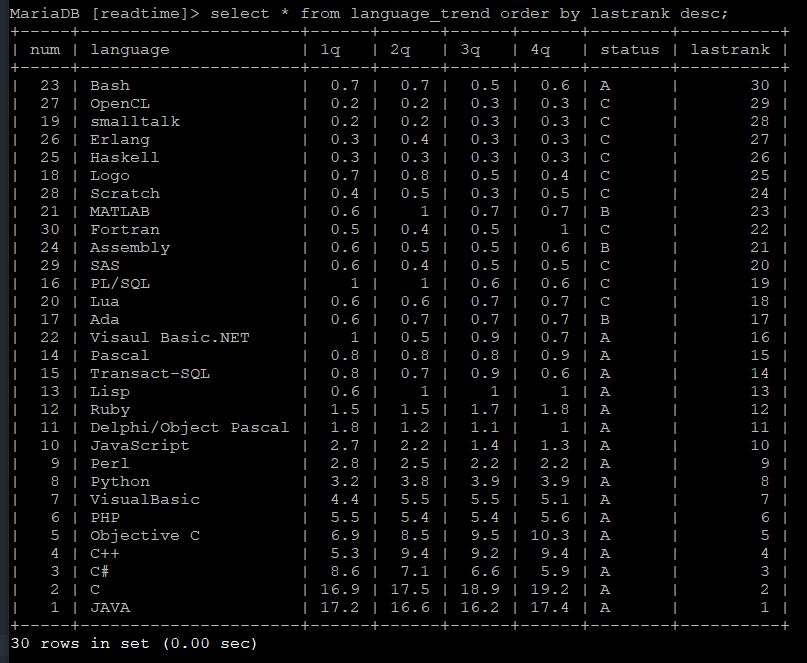 MariaDB [readtime]> select * from language_trend order by lastrank desc;
+-----+-----------------------+------+------+------+------+--------+----------+
| num | language | 1q | 2q | 3q | 4q | status | lastrank |
+-----+-----------------------+------+------+------+------+--------+----------+
| 23 | Bash | 0.7 | 0.7 | 0.5 | 0.6 | A | 30 |
| 27 | OpenCL | 0.2 | 0.2 | 0.3 | 0.3 | C | 29 |
| 19 | smalltalk | 0.2 | 0.2 | 0.3 | 0.3 | C | 28 |
| 26 | Erlang | 0.3 | 0.4 | 0.3 | 0.3 | C | 27 |
| 25 | Haskell | 0.3 | 0.3 | 0.3 | 0.3 | C | 26 |
| 18 | Logo | 0.7 | 0.8 | 0.5 | 0.4 | C | 25 |
| 28 | Scratch | 0.4 | 0.5 | 0.3 | 0.5 | C | 24 |
| 21 | MATLAB | 0.6 | 1 | 0.7 | 0.7 | B | 23 |
| 30 | Fortran | 0.5 | 0.4 | 0.5 | 1 | C | 22 |
| 24 | Assembly | 0.6 | 0.5 | 0.5 | 0.6 | B | 21 |
| 29 | SAS | 0.6 | 0.4 | 0.5 | 0.5 | C | 20 |
| 16 | PL/SQL | 1 | 1 | 0.6 | 0.6 | C | 19 |
| 20 | Lua | 0.6 | 0.6 | 0.7 | 0.7 | C | 18 |
| 17 | Ada | 0.6 | 0.7 | 0.7 | 0.7 | B | 17 |
| 22 | Visaul Basic.NET | 1 | 0.5 | 0.9 | 0.7 | A | 16 |
| 14 | Pascal | 0.8 | 0.8 | 0.8 | 0.9 | A | 15 |
| 15 | Transact-SQL | 0.8 | 0.7 | 0.9 | 0.6 | A | 14 |
| 13 | Lisp | 0.6 | 1 | 1 | 1 | A | 13 |
| 12 | Ruby | 1.5 | 1.5 | 1.7 | 1.8 | A | 12 |
| 11 | Delphi/Object Pascal | 1.8 | 1.2 | 1.1 | 1 | A | 11 |
| 10 | JavaScript | 2.7 | 2.2 | 1.4 | 1.3 | A | 10 |
| 9 | Perl | 2.8 | 2.5 | 2.2 | 2.2 | A | 9 |
| 8 | Python | 3.2 | 3.8 | 3.9 | 3.9 | A | 8 |
| 7 | VisualBasic | 4.4 | 5.5 | 5.5 | 5.1 | A | 7 |
| 6 | PHP | 5.5 | 5.4 | 5.4 | 5.6 | A | 6 |
| 5 | Objective C | 6.9 | 8.5 | 9.5 | 10.3 | A | 5 |
| 4 | C++ | 5.3 | 9.4 | 9.2 | 9.4 | A | 4 |
| 3 | C# | 8.6 | 7.1 | 6.6 | 5.9 | A | 3 |
| 2 | C | 16.9 | 17.5 | 18.9 | 19.2 | A | 2 |
| 1 | JAVA | 17.2 | 16.6 | 16.2 | 17.4 | A | 1 |
+-----+-----------------------+------+------+------+------+--------+----------+
30 rows in set (0.00 sec)